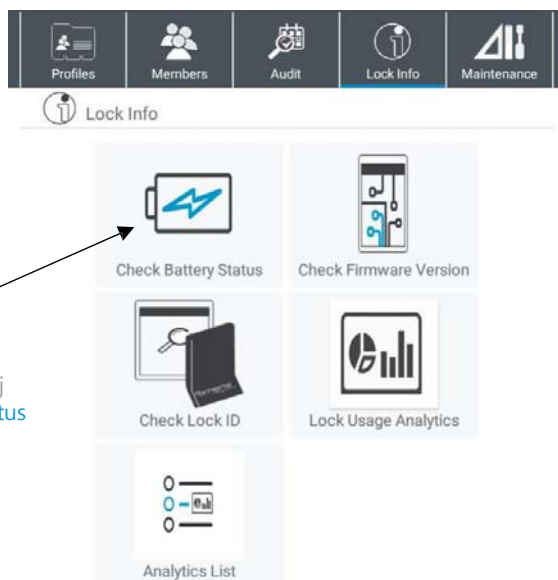 Profiles
Members
Audit
Lock Info
Maintenance
Lock Info
Check Battery Status
Check Firmware Version
j
tus
Check Lock ID
Lock Usage Analytics
Analytics List